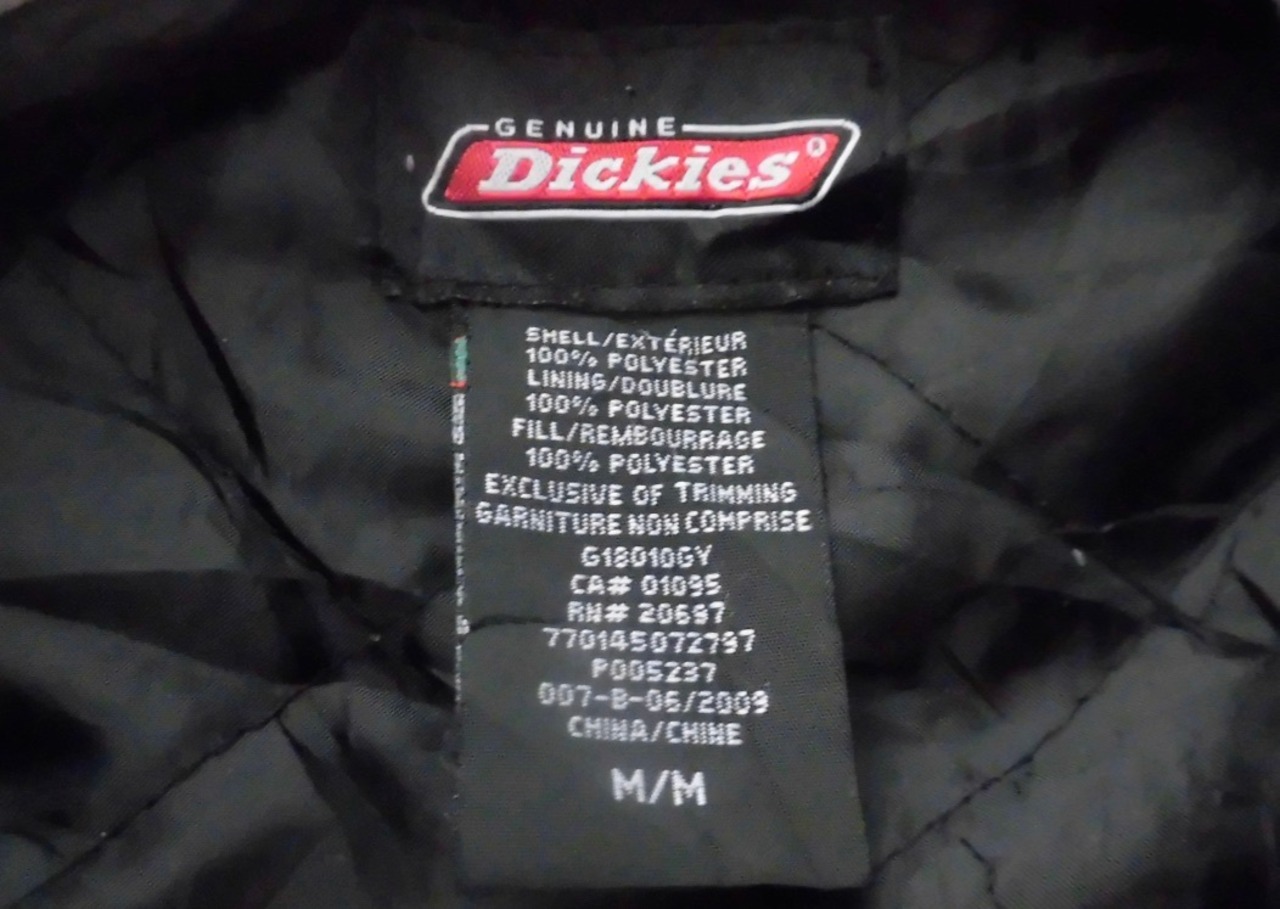 GENUINE
Dickies®
SHELL/EXTÉRIEUR
100% POLYESTER
LINING/DOUBLURE
100% POLYESTER
FILL/REMBOURRAGE
100% POLYESTER
EXCLUSIVE OF TRIMMING
GARNITURE NON COMPRISE
G18010GY
CA# 01095
RN# 20697
770145072797
P005237
007-B-06/2009
CHINA/CHINE
M/M